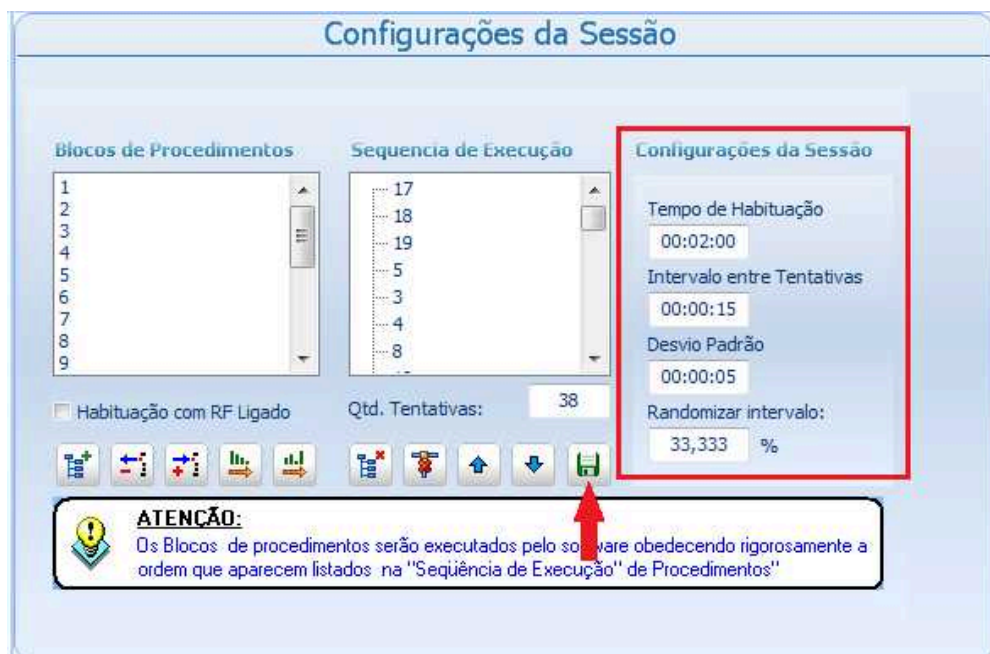 Configurações da Sessão
Blocos de Procedimentos
1
2
3
4
5
6
7
8
9
Habituação com RF Ligado
Sequencia de Execução
17
18
19
5
3
4
8
Qtd. Tentativas: 38
Configurações da Sessão
Tempo de Habituação
00:02:00
Intervalo entre Tentativas
00:00:15
Desvio Padrão
00:00:05
Randomizar intervalo:
33,333 %
ATENÇÃO:
Os Blocos de procedimentos serão executados pelo obedecendo rigorosamente a
ordem que aparecem listados na "Seqüência de Execução" de Procedimentos"